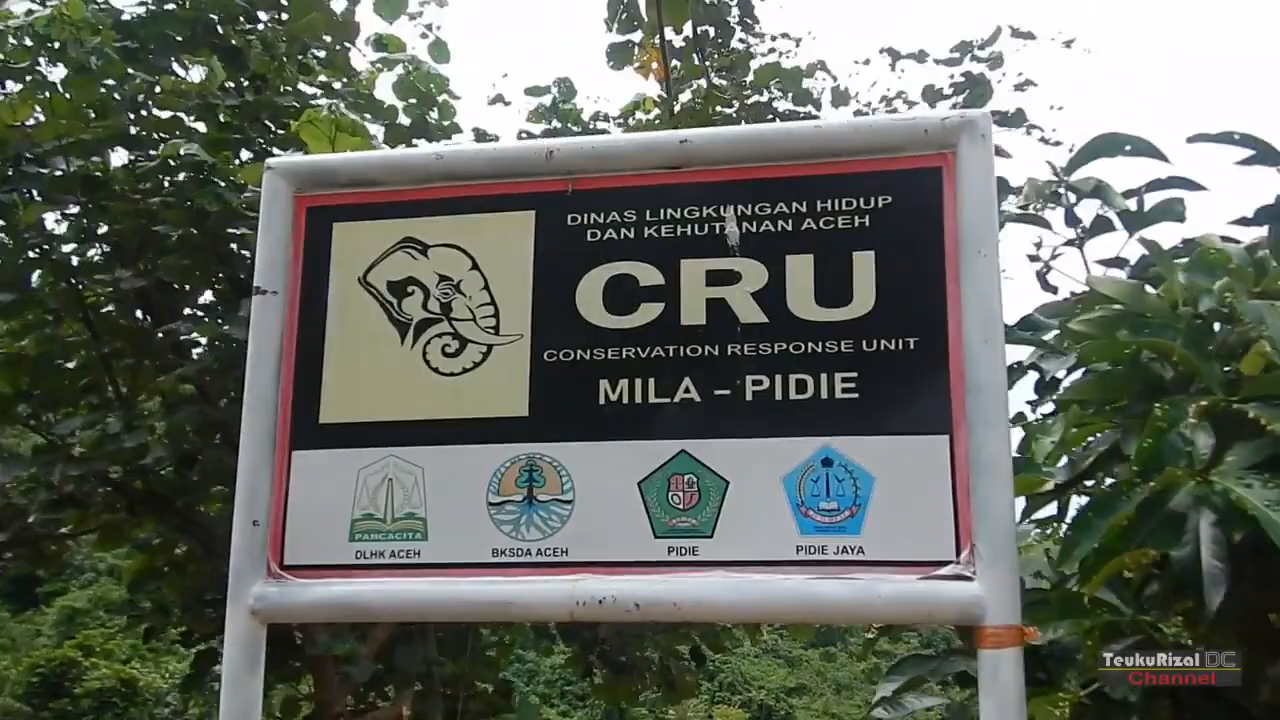 DINAS LINGKUNGAN HIDUP
DAN KEHUTANAN ACEH
CRU
CONSERVATION RESPONSE UNIT
MILA - PIDIE
PANCACITA
DLHK ACEH
BKSDA ACEH
PIDIE
PIDIE JAYA
TeukuRizal DC
Channel